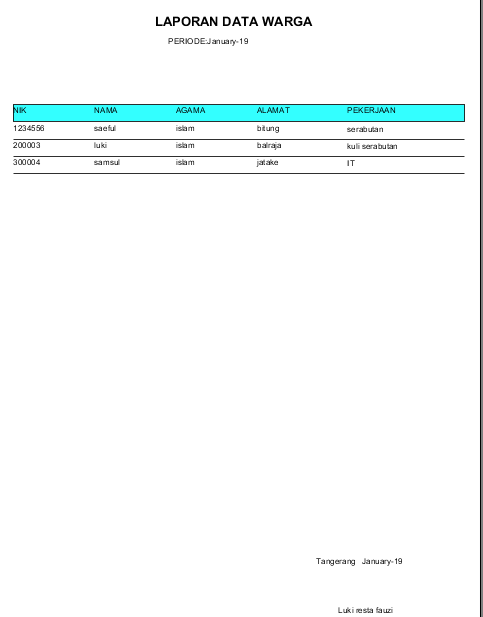 LAPORAN DATA WARGA
PERIODE:January-19
NIK NAMA AGAMA ALAMAT PEKERJAAN
1234556 saeful islam bitung serabutan
200003 luki islam balraja kuli serabutan
300004 samsul islam jatake IT
Tangerang January-19
Luki resta fauzi